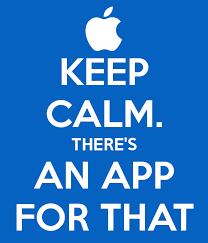 KEEP
CALM.
THERE'S
AN APP
FOR THAT